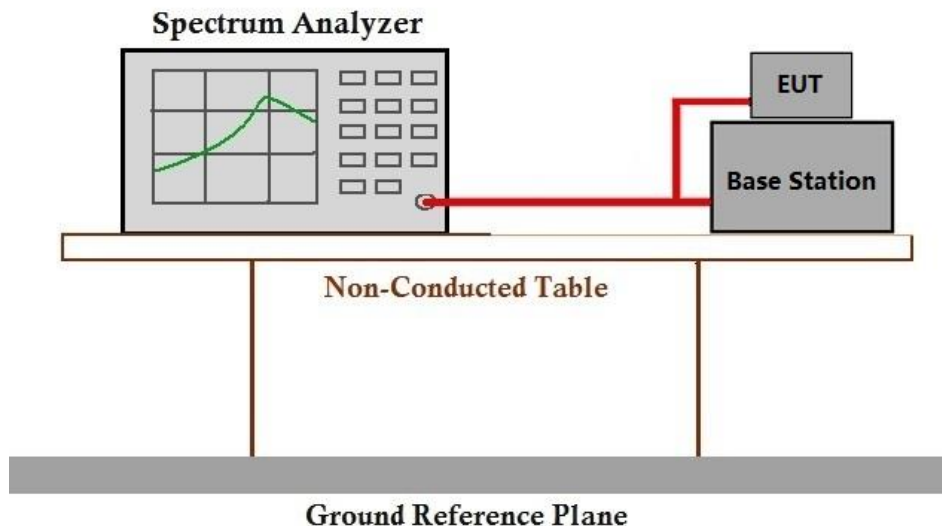 Spectrum Analyzer
EUT
Base Station
Non-Conducted Table
Ground Reference Plane